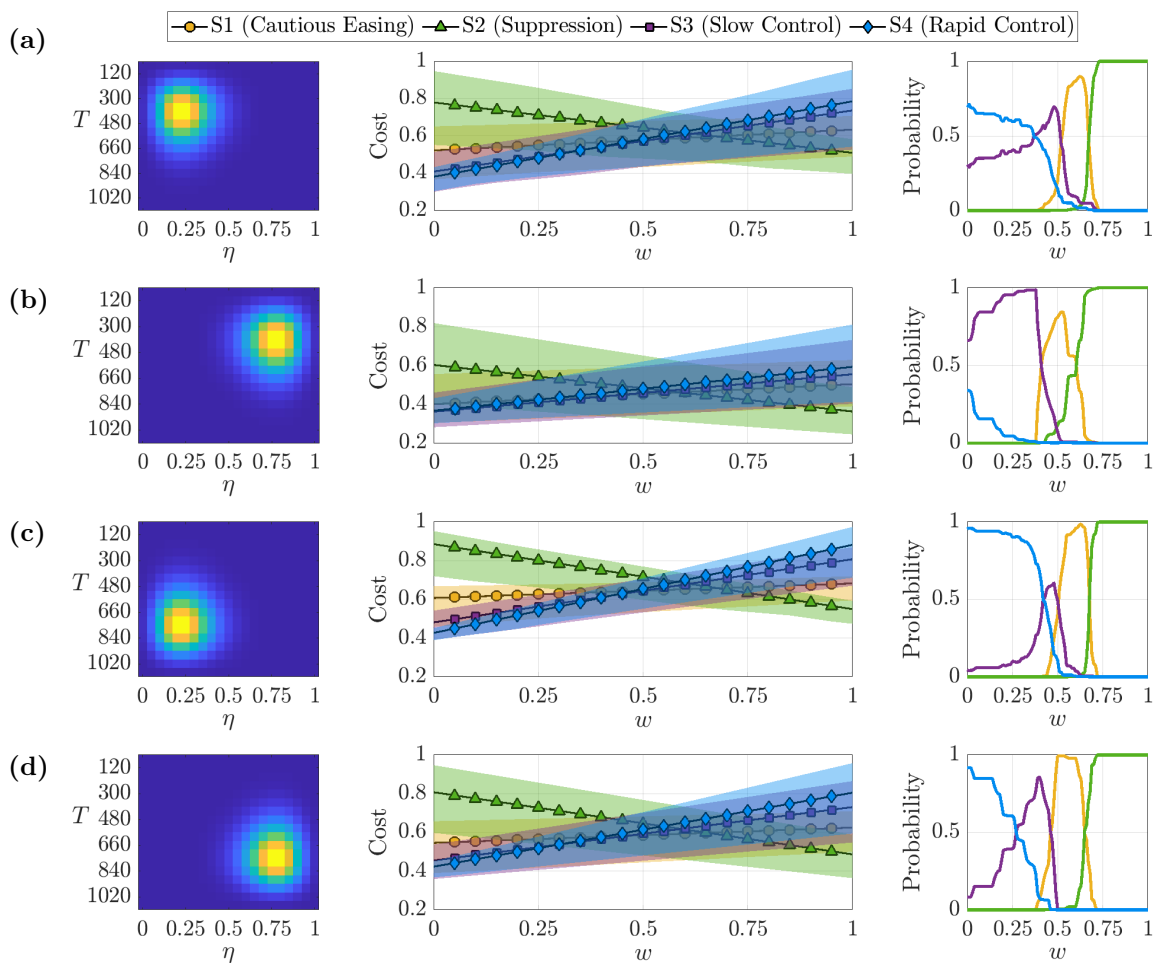 S1 (Cautious Easing) S2 (Suppression) S3 (Slow Control) S4 (Rapid Control)
(a)
T
120
300
480
660
840
1020
0 0.25 0.5 0.75 1
η
Cost
1
0.8
0.6
0.4
0.2
0 0.25 0.5 0.75 1
w
Probability
1
0.5
0
0 0.25 0.5 0.75 1
w
(b)
T
120
300
480
660
840
1020
0 0.25 0.5 0.75 1
η
Cost
1
0.8
0.6
0.4
0.2
0 0.25 0.5 0.75 1
w
Probability
1
0.5
0
0 0.25 0.5 0.75 1
w
(c)
T
120
300
480
660
840
1020
0 0.25 0.5 0.75 1
η
Cost
1
0.8
0.6
0.4
0.2
0 0.25 0.5 0.75 1
w
Probability
1
0.5
0
0 0.25 0.5 0.75 1
w
(d)
T
120
300
480
660
840
1020
0 0.25 0.5 0.75 1
η
Cost
1
0.8
0.6
0.4
0.2
0 0.25 0.5 0.75 1
w
Probability
1
0.5
0
0 0.25 0.5 0.75 1
w